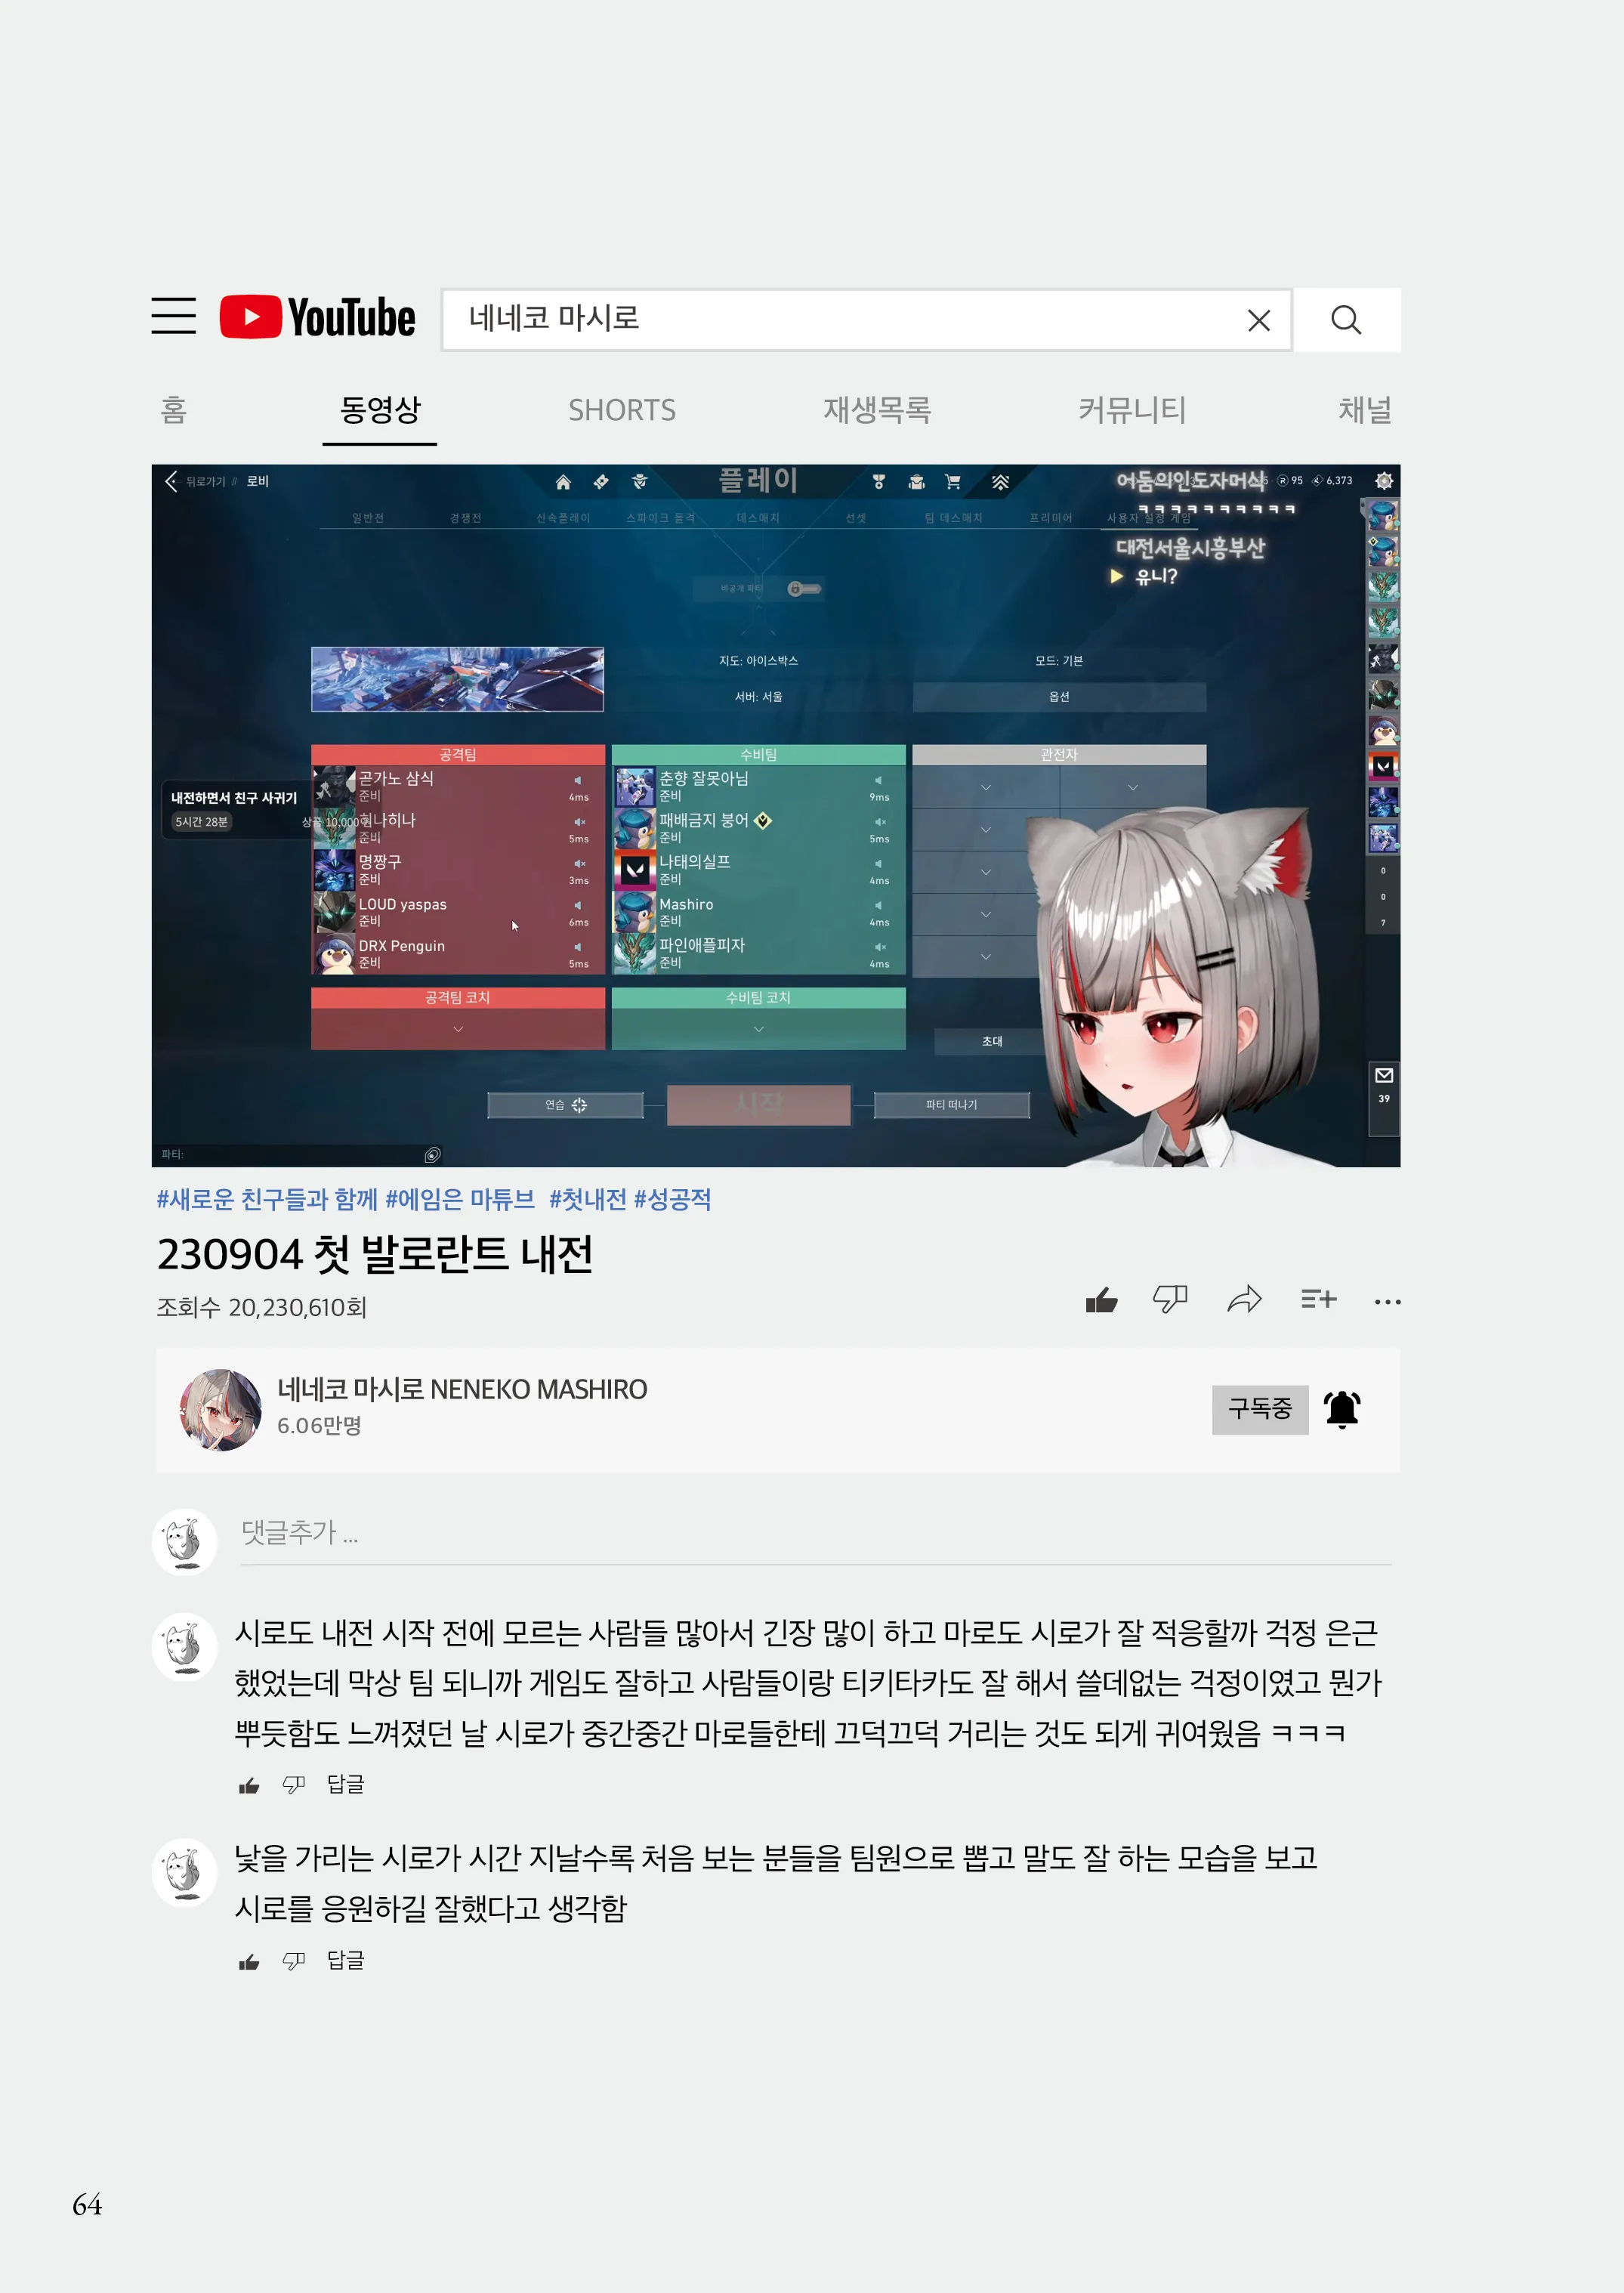 YouTube
네네코 마시로
홈 동영상 SHORTS 재생목록 커뮤니티 채널
뒤로가기 // 로비
플레이
95 6,373
어둠의인도자머식
ㅋㅋㅋㅋㅋㅋㅋㅋㅋㅋ
일반전 경쟁전 신속플레이 스파이크 돌격 데스매치 선셋 팀 데스매치 프리미어 사용자 설정 게임
대전서울시흥부산
유니?
비공개 파티
지도: 아이스박스 모드: 기본
서버: 서울 옵션
공격팀 수비팀 관전자
곧가노 삼식
준비 4ms
히나히나
준비 5ms
명짱구
준비 3ms
LOUD yaspas
준비 6ms
DRX Penguin
준비 5ms
춘향 잘못아님
준비 9ms
패배금지 붕어
준비 5ms
나태의실프
준비 4ms
Mashiro
준비 4ms
파인애플피자
준비 4ms
내전하면서 친구 사귀기
5시간 28분 상금 10,000
공격팀 코치 수비팀 코치
초대
0
0
7
39
연습 시작 파티 떠나기
파티:
#새로운 친구들과 함께 #에임은 마튜브 #첫내전 #성공적
230904 첫 발로란트 내전
조회수 20,230,610회
네네코 마시로 NENEKO MASHIRO
6.06만명
구독중
댓글추가 ...
시로도 내전 시작 전에 모르는 사람들 많아서 긴장 많이 하고 마로도 시로가 잘 적응할까 걱정 은근
했었는데 막상 팀 되니까 게임도 잘하고 사람들이랑 티키타카도 잘 해서 쓸데없는 걱정이였고 뭔가
뿌듯함도 느껴졌던 날 시로가 중간중간 마로들한테 끄덕끄덕 거리는 것도 되게 귀여웠음 ㅋㅋㅋ
답글
낯을 가리는 시로가 시간 지날수록 처음 보는 분들을 팀원으로 뽑고 말도 잘 하는 모습을 보고
시로를 응원하길 잘했다고 생각함
답글
64